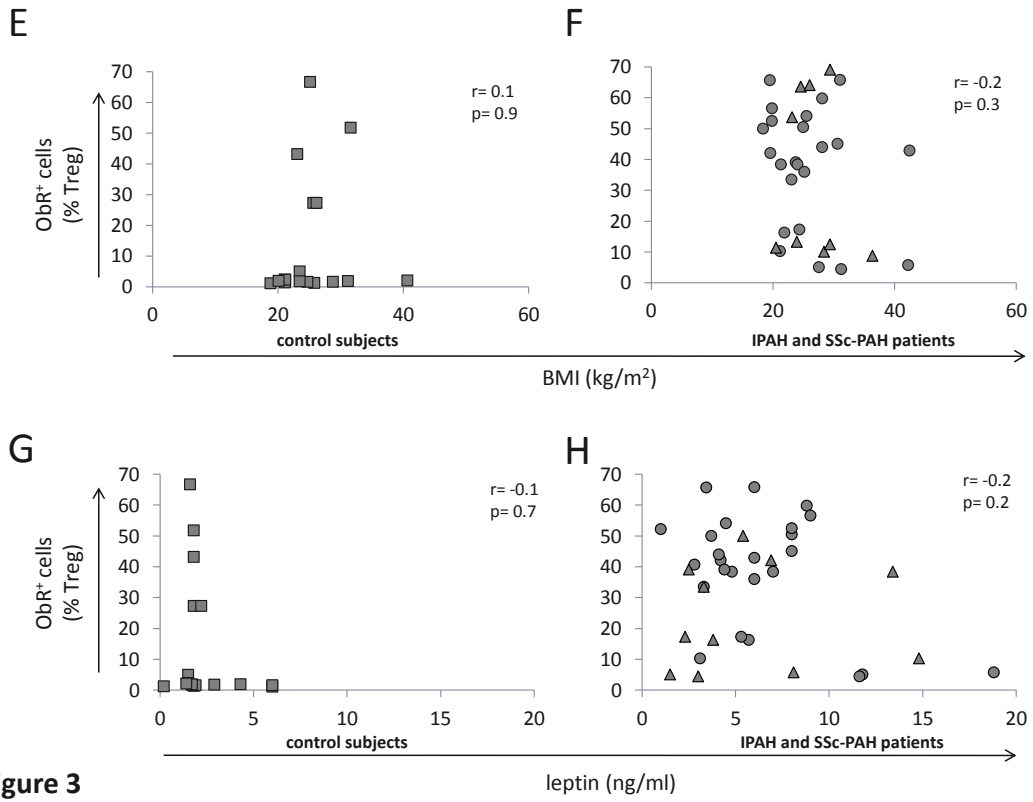 E
F
70
60
50
40
30
20
10
0
ObR+ cells
(% Treg)
r= 0.1
p= 0.9
0
20
40
60
control subjects
70
60
50
40
30
20
10
0
r= -0.2
p= 0.3
0
20
40
60
IPAH and SSc-PAH patients
BMI (kg/m²)
G
H
70
60
50
40
30
20
10
0
ObR+ cells
(% Treg)
r= -0.1
p= 0.7
0
5
10
15
20
control subjects
70
60
50
40
30
20
10
0
r= -0.2
p= 0.2
0
5
10
15
20
IPAH and SSc-PAH patients
leptin (ng/ml)
gure 3